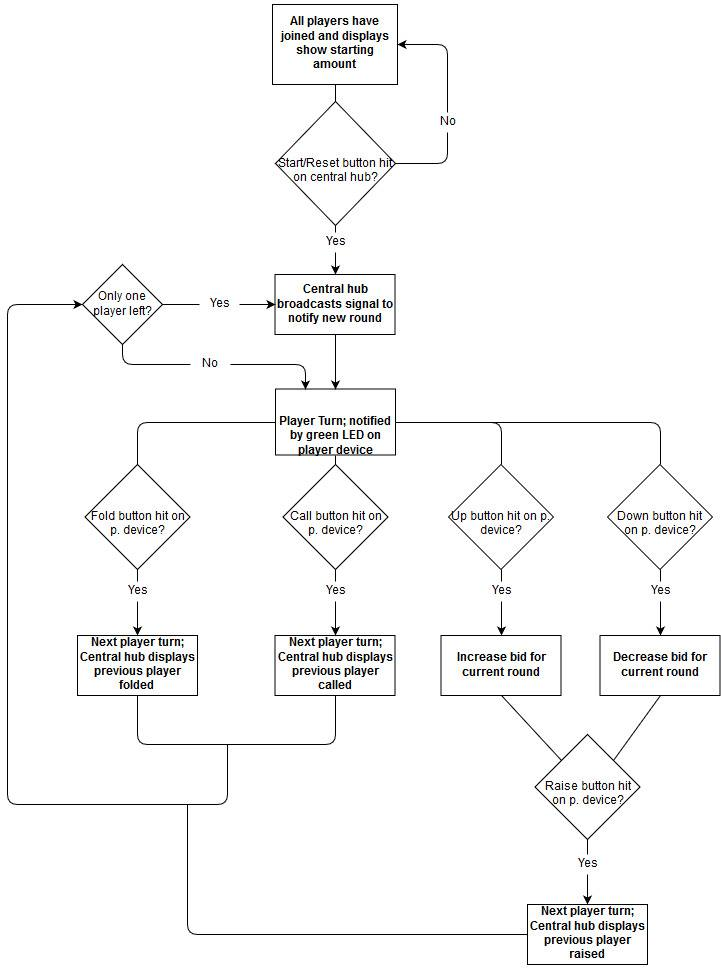 All players have
joined and displays
show starting
amount
No
Start/Reset button hit
on central hub?
Yes
Only one
player left?
Yes
Central hub
broadcasts signal to
notify new round
No
Player Turn; notified
by green LED on
player device
Fold button hit on
p. device?
Call button hit on
p. device?
Up button hit on p.
device?
Down button hit
on p. device?
Yes
Yes
Yes
Yes
Next player turn;
Central hub displays
previous player
folded
Next player turn;
Central hub displays
previous player
called
Increase bid for
current round
Decrease bid for
current round
Raise button hit
on p. device?
Yes
Next player turn;
Central hub displays
previous player
raised